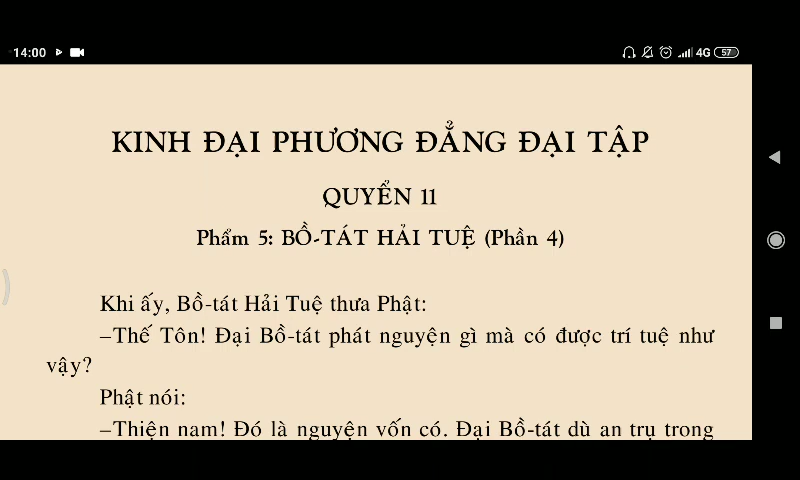 14:00
4G 57
KINH ĐẠI PHƯƠNG ĐẲNG ĐẠI TẬP
QUYỂN 11
Phẩm 5: BỒ-TÁT HẢI TUỆ (Phần 4)
Khi ấy, Bồ-tát Hải Tuệ thưa Phật:
–Thế Tôn! Đại Bồ-tát phát nguyện gì mà có được trí tuệ như
vậy?
Phật nói:
–Thiện nam! Đó là nguyện vốn có. Đại Bồ-tát dù an trụ trong